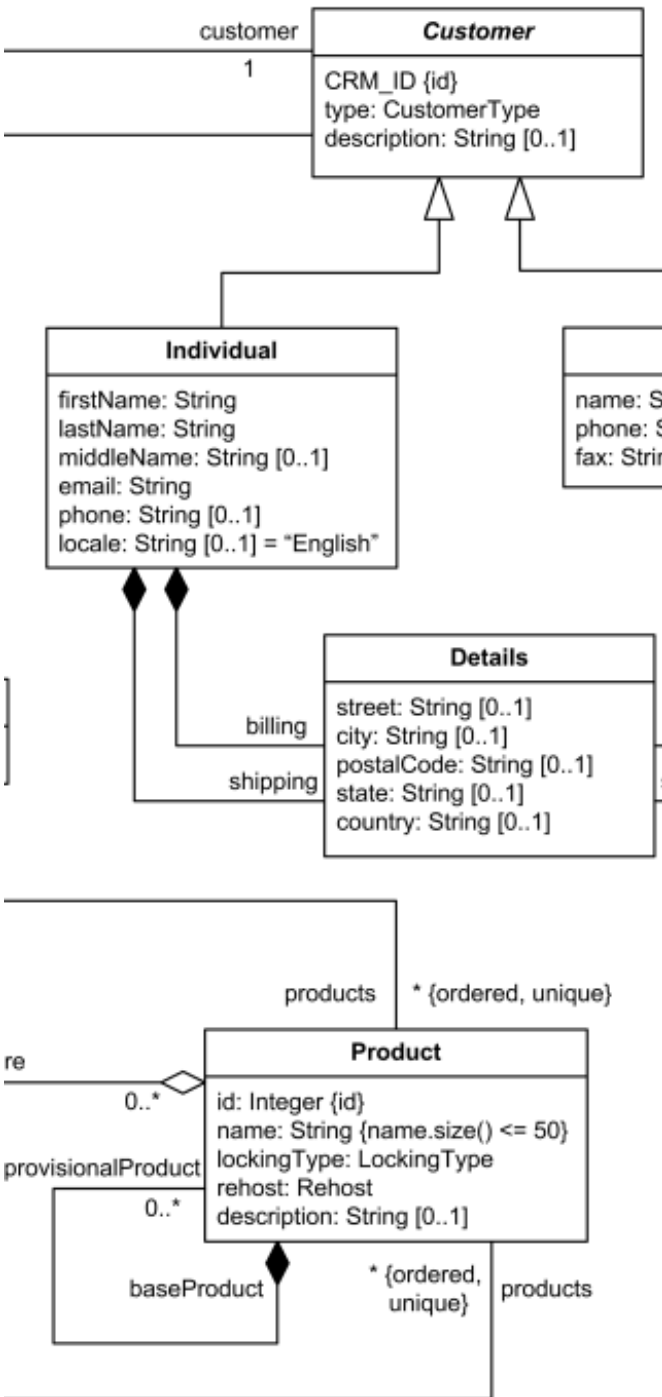 customer
1
Customer
CRM_ID {id}
type: CustomerType
description: String [0..1]
Individual
firstName: String
lastName: String
middleName: String [0..1]
email: String
phone: String [0..1]
locale: String [0..1] = “English”
name: S
phone: S
fax: Strin
Details
street: String [0..1]
city: String [0..1]
postalCode: String [0..1]
state: String [0..1]
country: String [0..1]
billing
shipping
products
* {ordered, unique}
Product
id: Integer {id}
name: String {name.size() <= 50}
lockingType: LockingType
rehost: Rehost
description: String [0..1]
re
0..*
provisionalProduct
0..*
baseProduct
* {ordered,
unique}
products